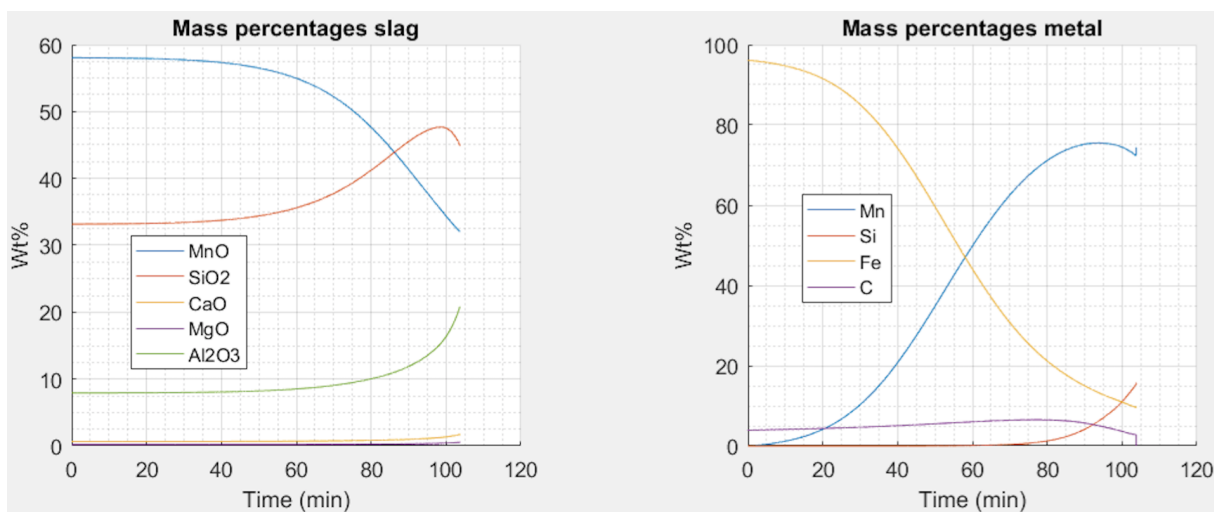 Mass percentages slag
60
50
40
30
20
10
0
Wt%
MnO
SiO2
CaO
MgO
Al2O3
0 20 40 60 80 100 120
Time (min)
Mass percentages metal
100
80
60
40
20
0
Wt%
Mn
Si
Fe
C
0 20 40 60 80 100 120
Time (min)